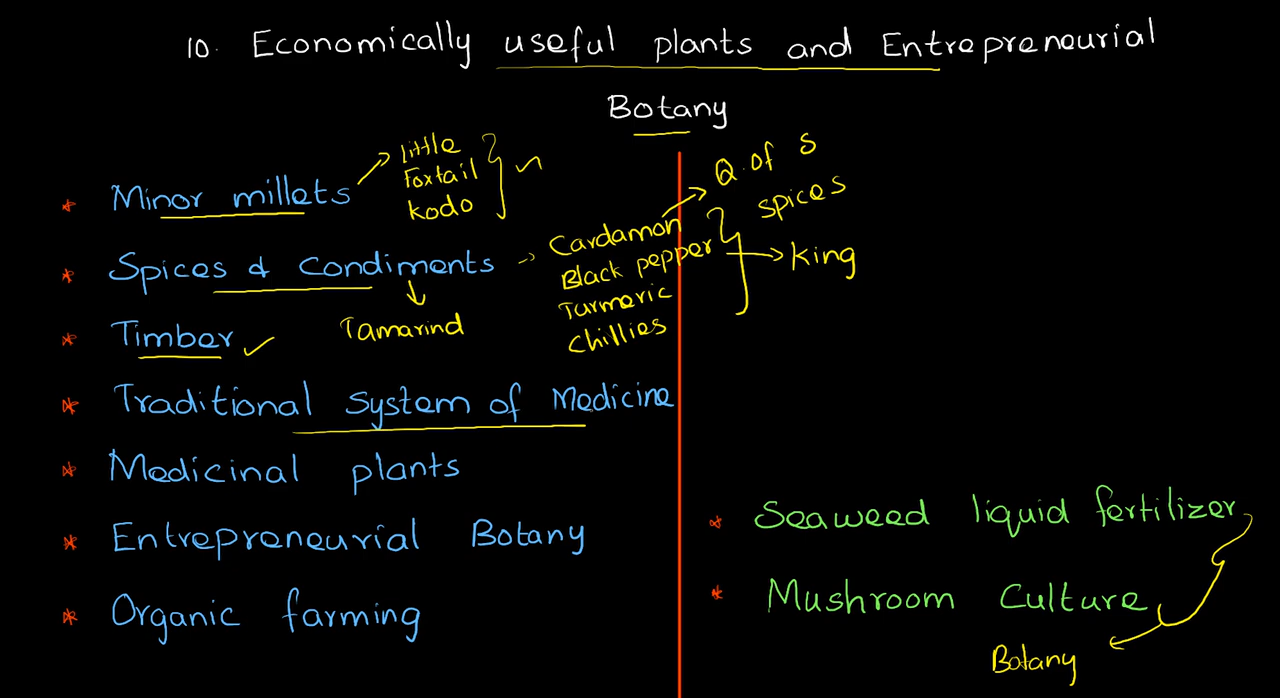 10. Economically useful plants and Entrepreneurial
Botany
* Minor millets
little
Foxtail
kodo
* Spices & Condiments
Tamarind
Cardamon
Black pepper
Turmeric
chillies
Q. of S
spices
King
* Timber
* Traditional System of Medicine
* Medicinal plants
* Entrepreneurial Botany
* Organic farming
* Seaweed liquid fertilizer
* Mushroom Culture
Botany